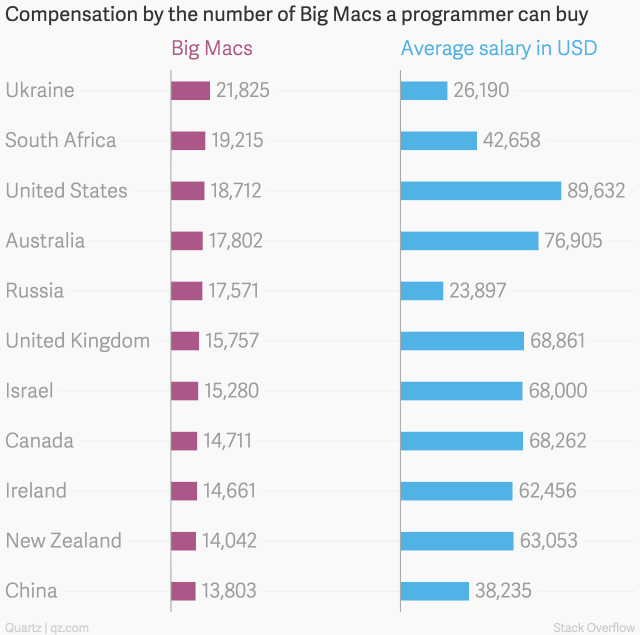 Compensation by the number of Big Macs a programmer can buy
Big Macs Average salary in USD
Ukraine 21,825 26,190
South Africa 19,215 42,658
United States 18,712 89,632
Australia 17,802 76,905
Russia 17,571 23,897
United Kingdom 15,757 68,861
Israel 15,280 68,000
Canada 14,711 68,262
Ireland 14,661 62,456
New Zealand 14,042 63,053
China 13,803 38,235
Quartz | qz.com Stack Overflow